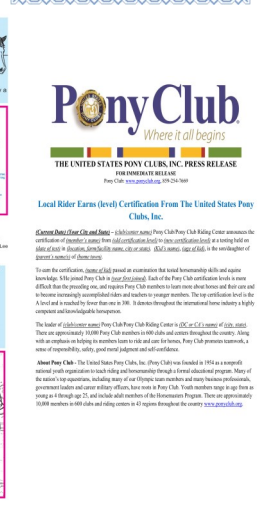 Pony Club
Where it all begins
THE UNITED STATES PONY CLUBS, INC. PRESS RELEASE
FOR IMMEDIATE RELEASE
Pony Club: www.ponyclub.org, 859-254-7669
Local Rider Earns (level) Certification From The United States Pony
Clubs, Inc.
(Current Date) (Your City and State) – (club/center name) Pony Club/Pony Club Riding Center announces the
certification of (member's name) from (old certification level) to (new certification level) at a testing held on
(date of test) in (location, farm/facility name, city or state). (Kid's name), (age of kid), is the son/daughter of
(parent's name/s) of (home town).
To earn the certification, (name of kid) passed an examination that tested horsemanship skills and equine
knowledge. S/He joined Pony Club in (year first joined). Each of the Pony Club certification levels is more
difficult than the preceding one, and requires Pony Club members to learn more about horses and their care and
to become increasingly accomplished riders and teachers to younger members. The top certification level is the
A level and is reached by fewer than in 300. It denotes throughout the international horse industry a highly
competent and knowledgeable horseperson.
The leader of (club/center name) Pony Club/Pony Club Riding Center is (DC or CA's name) of (city, state).
There are approximately 10,000 Pony Club members in 600 clubs and centers throughout the country. Along
with an emphasis on helping its members learn to ride and care for horses, Pony Club promotes teamwork, a
sense of responsibility, safety, good moral judgment and self-confidence.
About Pony Club – The United States Pony Clubs, Inc. (Pony Club) was founded in 1954 as a nonprofit
national youth organization to teach riding and horsemanship through a formal educational program. Many of
the nation's top equestrians, including many of our Olympic team members and many business professionals,
government leaders and career military officers, have roots in Pony Club. Youth members range in age from as
young as 4 through age 25, and include adult members of the Horsemasters Program. There are approximately
10,000 members in 600 clubs and riding centers in 43 regions throughout the country www.ponyclub.org.